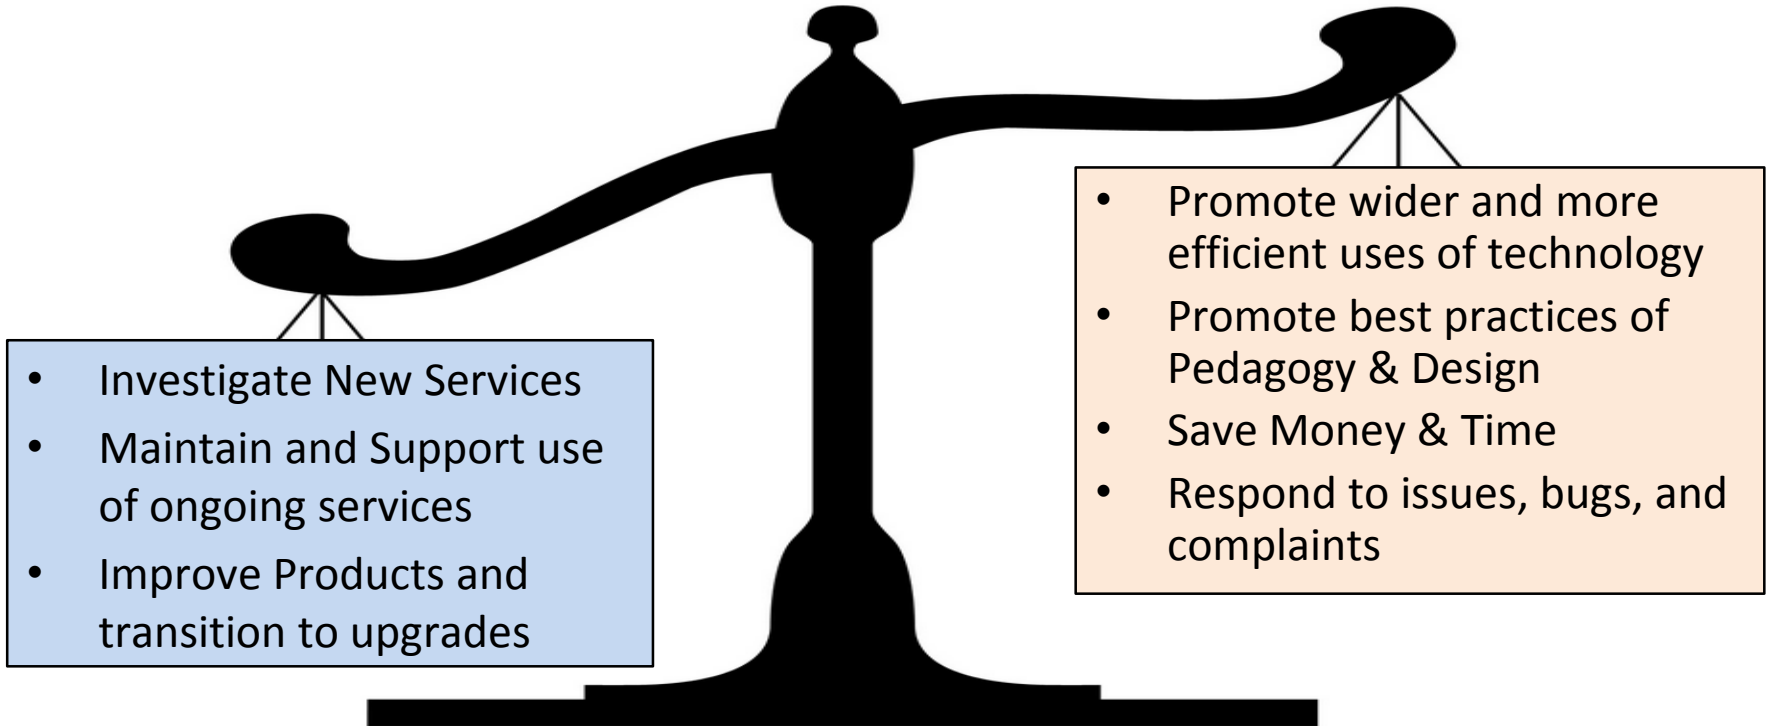 • Investigate New Services
• Maintain and Support use
of ongoing services
• Improve Products and
transition to upgrades
• Promote wider and more
efficient uses of technology
• Promote best practices of
Pedagogy & Design
• Save Money & Time
• Respond to issues, bugs, and
complaints